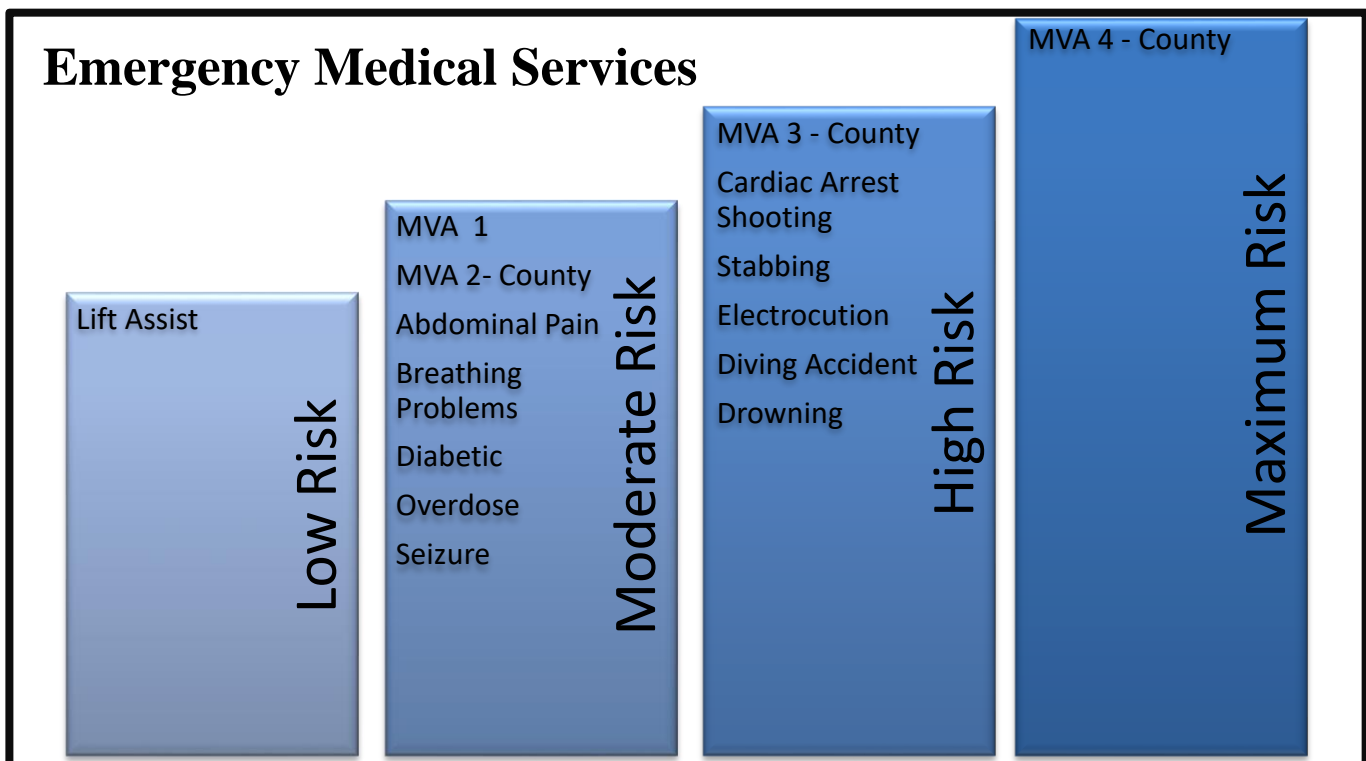 Emergency Medical Services
Lift Assist
Low Risk
MVA  1
MVA 2- County
Abdominal Pain
Breathing
Problems
Diabetic
Overdose
Seizure
Moderate Risk
MVA 3 - County
Cardiac Arrest
Shooting
Stabbing
Electrocution
Diving Accident
Drowning
High Risk
MVA 4 - County
Maximum Risk